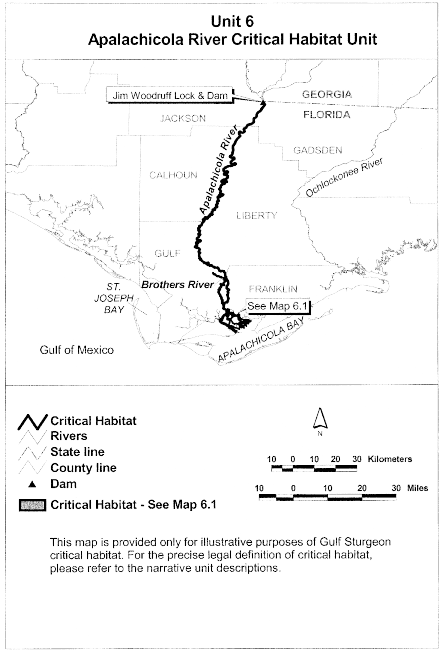 Unit 6
Apalachicola River Critical Habitat Unit
Jim Woodruff Lock & Dam
GEORGIA
FLORIDA
JACKSON
GADSDEN
Apalachicola River
CALHOUN
Ochlockonee River
LIBERTY
GULF
Brothers River
FRANKLIN
ST.
JOSEPH
BAY
See Map 6.1
APALACHICOLA BAY
Gulf of Mexico
Critical Habitat
Rivers
State line
County line
Dam
Critical Habitat - See Map 6.1
N
10 0 10 20 30 Kilometers
10 0 10 20 30 Miles
This map is provided only for illustrative purposes of Gulf Sturgeon
critical habitat. For the precise legal definition of critical habitat,
please refer to the narrative unit descriptions.